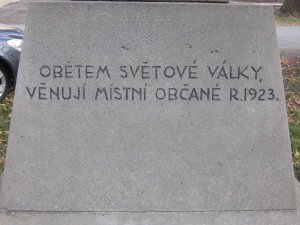 OBĚTEM SVĚTOVÉ VÁLKY,
VĚNUJÍ MÍSTNÍ OBČANÉ R.1923.